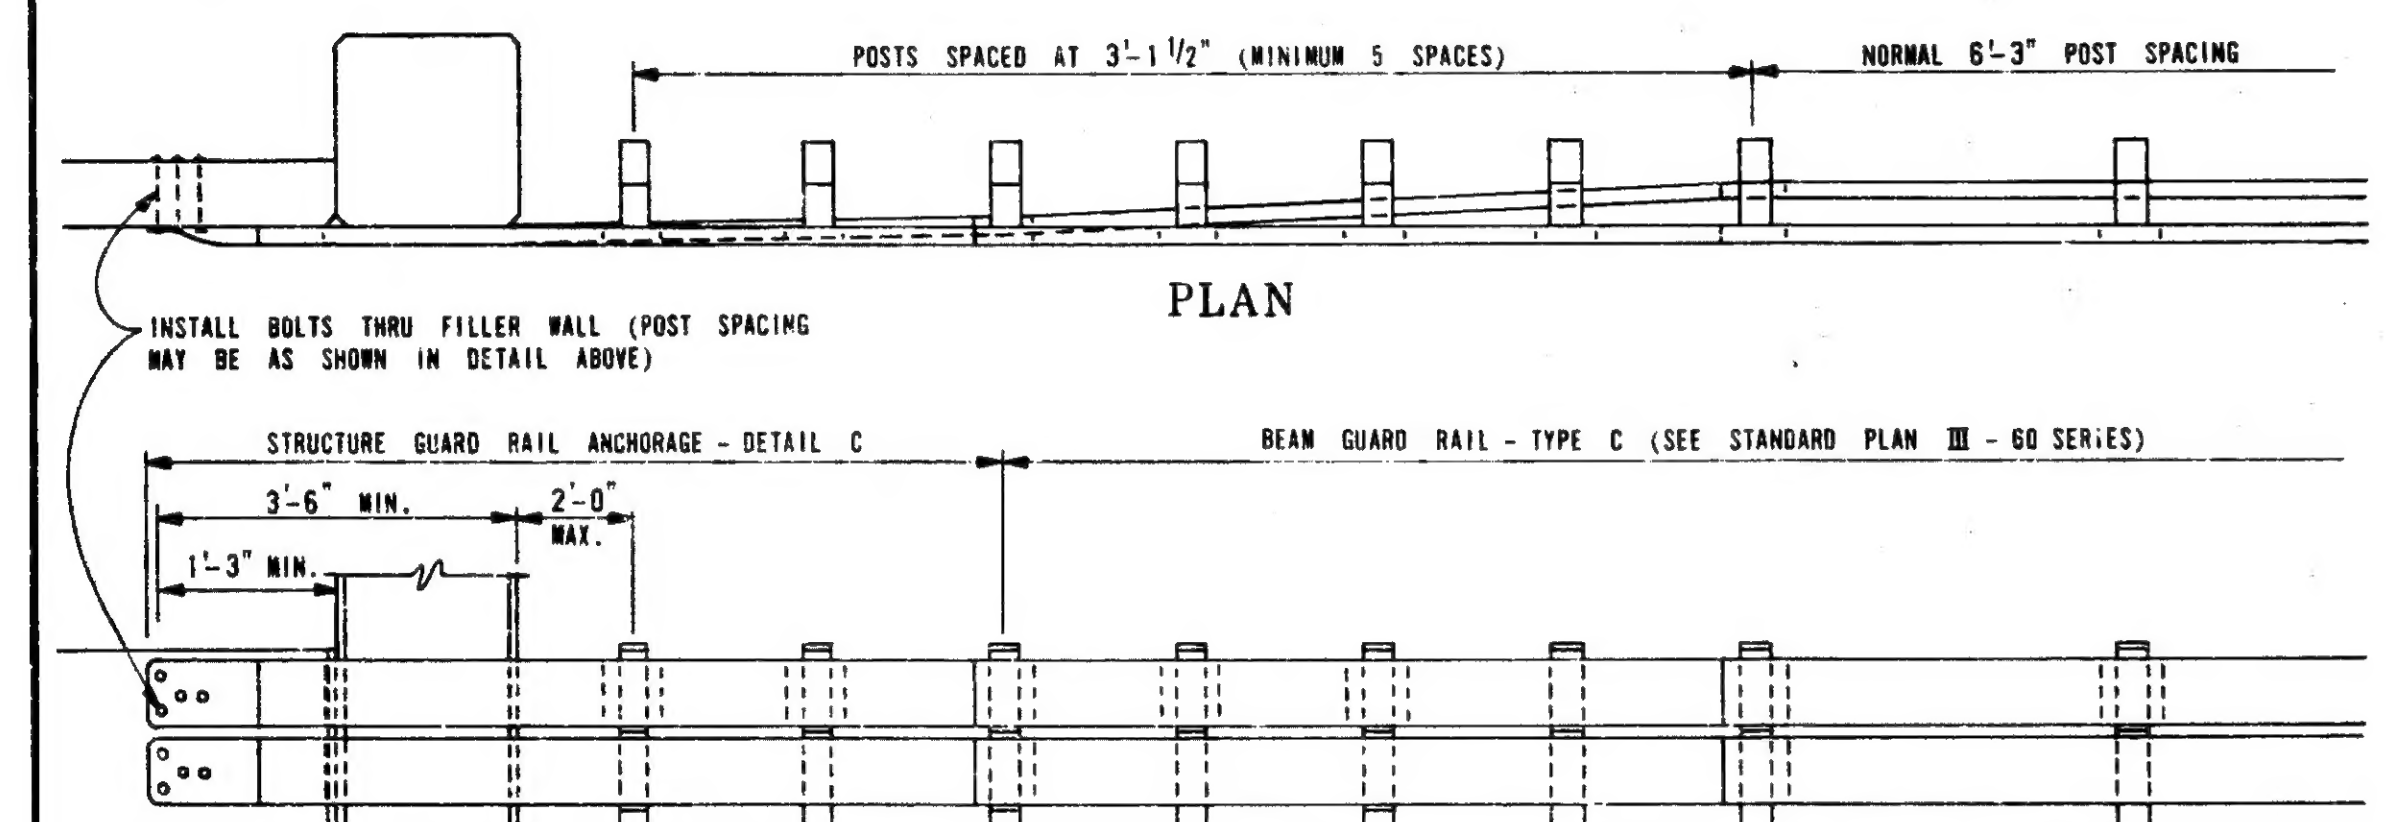 POSTS SPACED AT 3'-1 1/2" (MINIMUM 5 SPACES)
NORMAL 6'-3" POST SPACING
PLAN
INSTALL BOLTS THRU FILLER WALL (POST SPACING
MAY BE AS SHOWN IN DETAIL ABOVE)
STRUCTURE GUARD RAIL ANCHORAGE - DETAIL C
BEAM GUARD RAIL - TYPE C (SEE STANDARD PLAN III - 60 SERIES)
3'-6" MIN.
2'-0"
MAX.
1'-3" MIN.